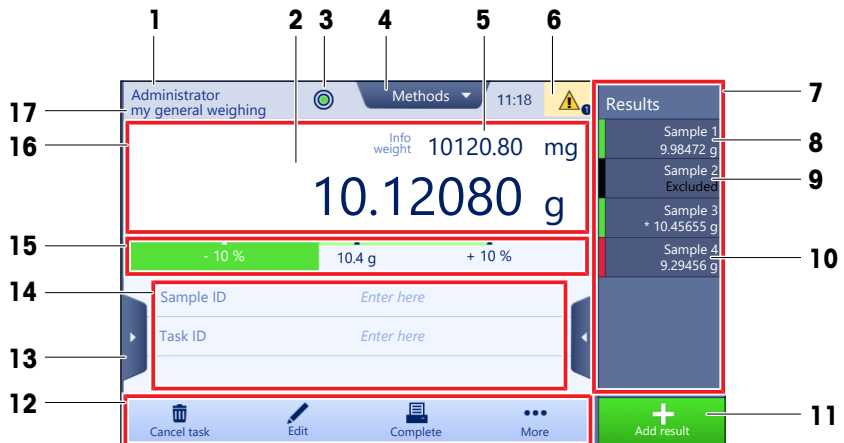 1 2 3 4 5 6
Administrator
my general weighing
Methods
11:18
1
17
16
Info
weight
10120.80 mg
10.12080 g
15
- 10 %
10.4 g
+ 10 %
14
Sample ID Enter here
Task ID Enter here
13
12
Cancel task
Edit
Complete
More
Results
7
Sample 1
9.98472 g
8
Sample 2
Excluded
9
Sample 3
* 10.45655 g
Sample 4
9.29456 g
10
Add result
11